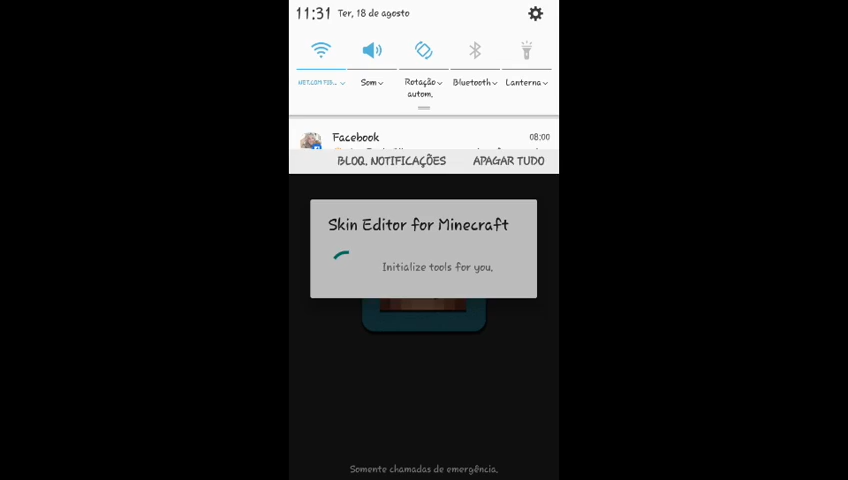 11:31 Ter, 18 de agosto
Som
Rotação
autom.
Bluetooth
Lanterna
Facebook 08:00
BLOQ. NOTIFICAÇÕES APAGAR TUDO
Skin Editor for Minecraft
Initialize tools for you.
Somente chamadas de emergência.